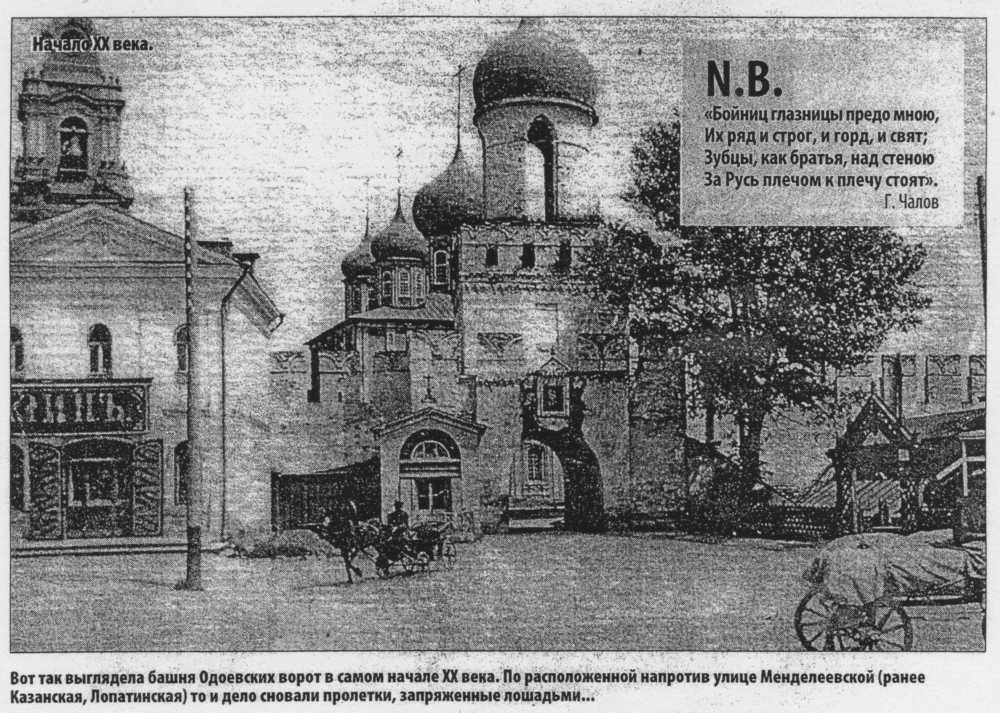 Начало XX века.
N.B.
«Бойниц глазницы предо мною,
Их ряд и строг, и горд, и свят;
Зубцы, как братья, над стеною
За Русь плечом к плечу стоят».
Г. Чалов
Вот так выглядела башня Одоевских ворот в самом начале XX века. По расположенной напротив улице Менделеевской (ранее
Казанская, Лопатинская) то и дело сновали пролетки, запряженные лошадьми...